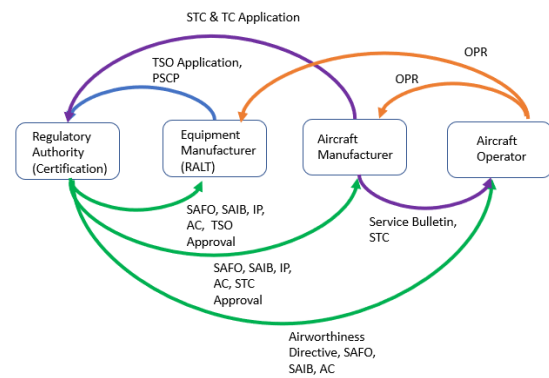 STC & TC Application
OPR
TSO Application,
PSCP
OPR
Regulatory
Authority
(Certification)
Equipment
Manufacturer
(RALT)
Aircraft
Manufacturer
Aircraft
Operator
SAFO, SAIB, IP,
AC,  TSO
Approval
Service Bulletin,
STC
SAFO, SAIB, IP,
AC, STC
Approval
Airworthiness
Directive, SAFO,
SAIB, AC